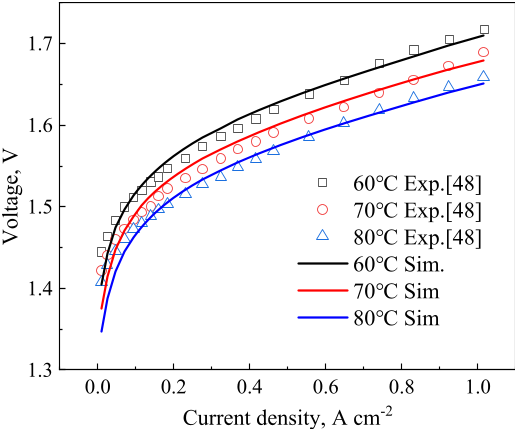 1.7
1.6
1.5
1.4
1.3
Voltage, V
60℃ Exp.[48]
70℃ Exp.[48]
80℃ Exp.[48]
60℃ Sim.
70℃ Sim
80℃ Sim
0.0 0.2 0.4 0.6 0.8 1.0
Current density, A cm⁻²